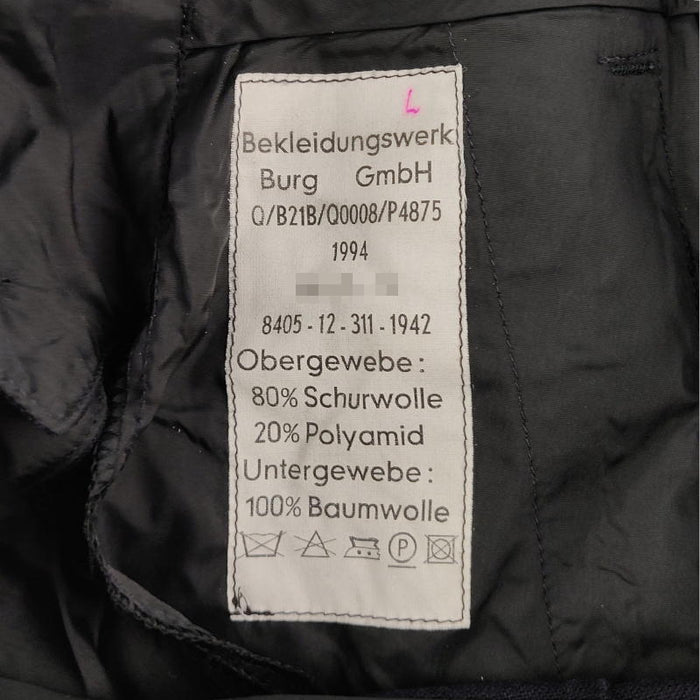 L
Bekleidungswerk
Burg GmbH
Q/B21B/Q0008/P4875
1994
8405-12-311-1942
Obergewebe:
80% Schurwolle
20% Polyamid
Untergewebe:
100% Baumwolle
P